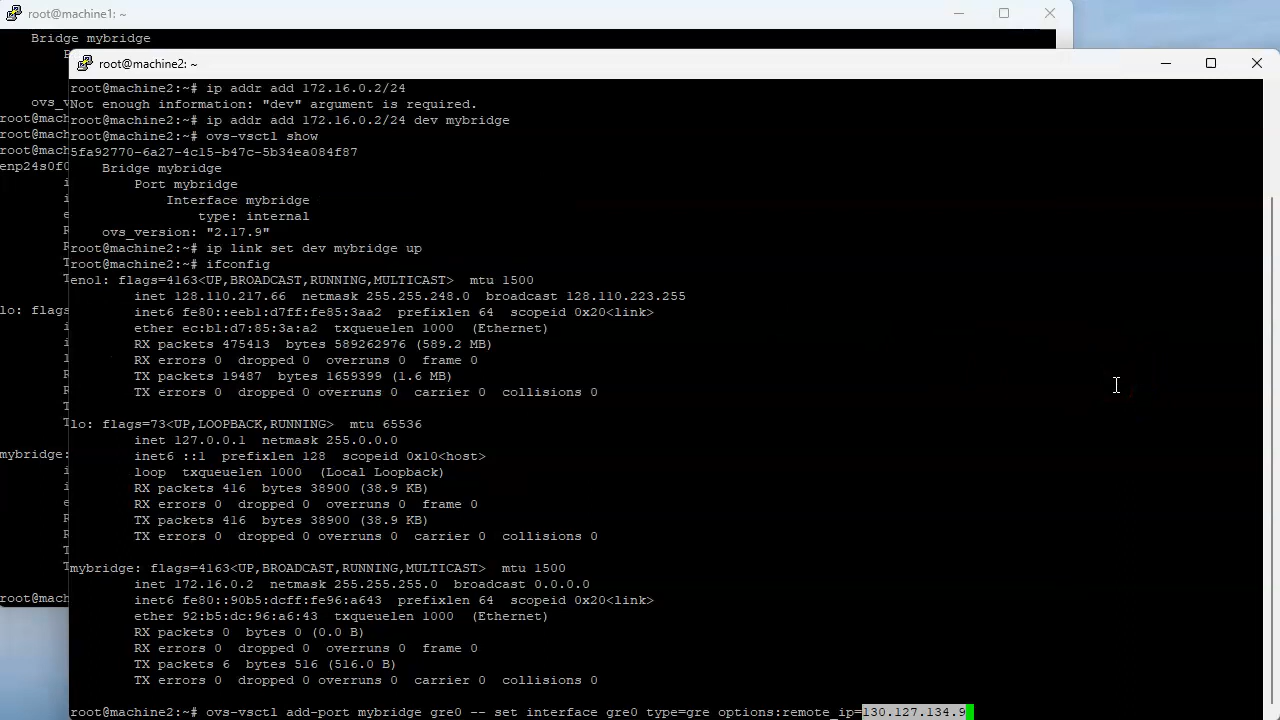 root@machine1: ~
Bridge mybridge
root@machine2: ~
root@machine2:~# ip addr add 172.16.0.2/24
Not enough information: "dev" argument is required.
ovs_v
root@mach
root@machine2:~# ip addr add 172.16.0.2/24 dev mybridge
root@mach
root@machine2:~# ovs-vsctl show
root@mach
5fa92770-6a27-4c15-b47c-5b34ea084f87
enp24s0f0
Bridge mybridge
Port mybridge
Interface mybridge
type: internal
ovs_version: "2.17.9"
root@machine2:~# ip link set dev mybridge up
root@machine2:~# ifconfig
eno1: flags=4163<UP,BROADCAST,RUNNING,MULTICAST>  mtu 1500
inet 128.110.217.66  netmask 255.255.248.0  broadcast 128.110.223.255
lo: flags
inet6 fe80::eeb1:d7ff:fe85:3aa2  prefixlen 64  scopeid 0x20<link>
ether ec:b1:d7:85:3a:a2  txqueuelen 1000  (Ethernet)
RX packets 475413  bytes 589262976 (589.2 MB)
RX errors 0  dropped 0  overruns 0  frame 0
TX packets 19487  bytes 1659399 (1.6 MB)
TX errors 0  dropped 0 overruns 0  carrier 0  collisions 0
lo: flags=73<UP,LOOPBACK,RUNNING>  mtu 65536
inet 127.0.0.1  netmask 255.0.0.0
mybridge:
inet6 ::1  prefixlen 128  scopeid 0x10<host>
loop  txqueuelen 1000  (Local Loopback)
RX packets 416  bytes 38900 (38.9 KB)
RX errors 0  dropped 0  overruns 0  frame 0
TX packets 416  bytes 38900 (38.9 KB)
TX errors 0  dropped 0 overruns 0  carrier 0  collisions 0
mybridge: flags=4163<UP,BROADCAST,RUNNING,MULTICAST>  mtu 1500
inet 172.16.0.2  netmask 255.255.255.0  broadcast 0.0.0.0
root@mach
inet6 fe80::90b5:dcff:fe96:a643  prefixlen 64  scopeid 0x20<link>
ether 92:b5:dc:96:a6:43  txqueuelen 1000  (Ethernet)
RX packets 0  bytes 0 (0.0 B)
RX errors 0  dropped 0  overruns 0  frame 0
TX packets 6  bytes 516 (516.0 B)
TX errors 0  dropped 0 overruns 0  carrier 0  collisions 0
root@machine2:~# ovs-vsctl add-port mybridge gre0 -- set interface gre0 type=gre options:remote_ip=130.127.134.9